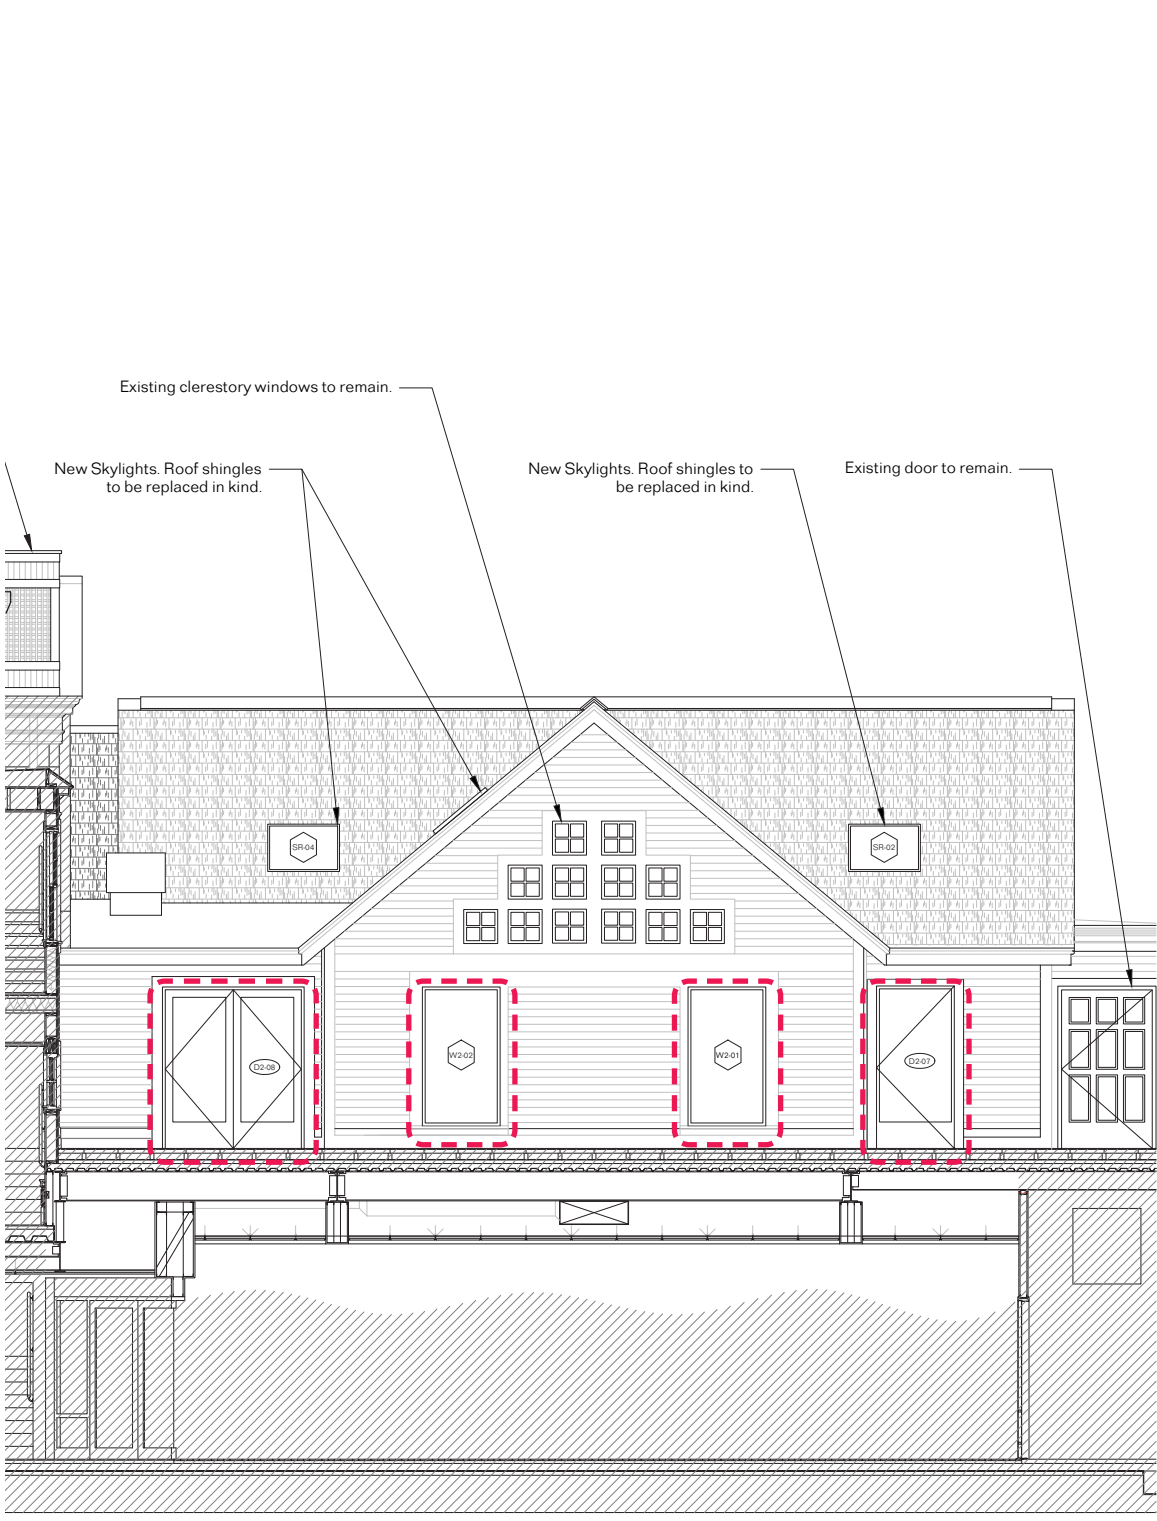 Existing clerestory windows to remain.
New Skylights. Roof shingles
to be replaced in kind.
New Skylights. Roof shingles to
be replaced in kind.
Existing door to remain.
SR-04
SR-02
W2-02
W2-01
D2-08
D2-07